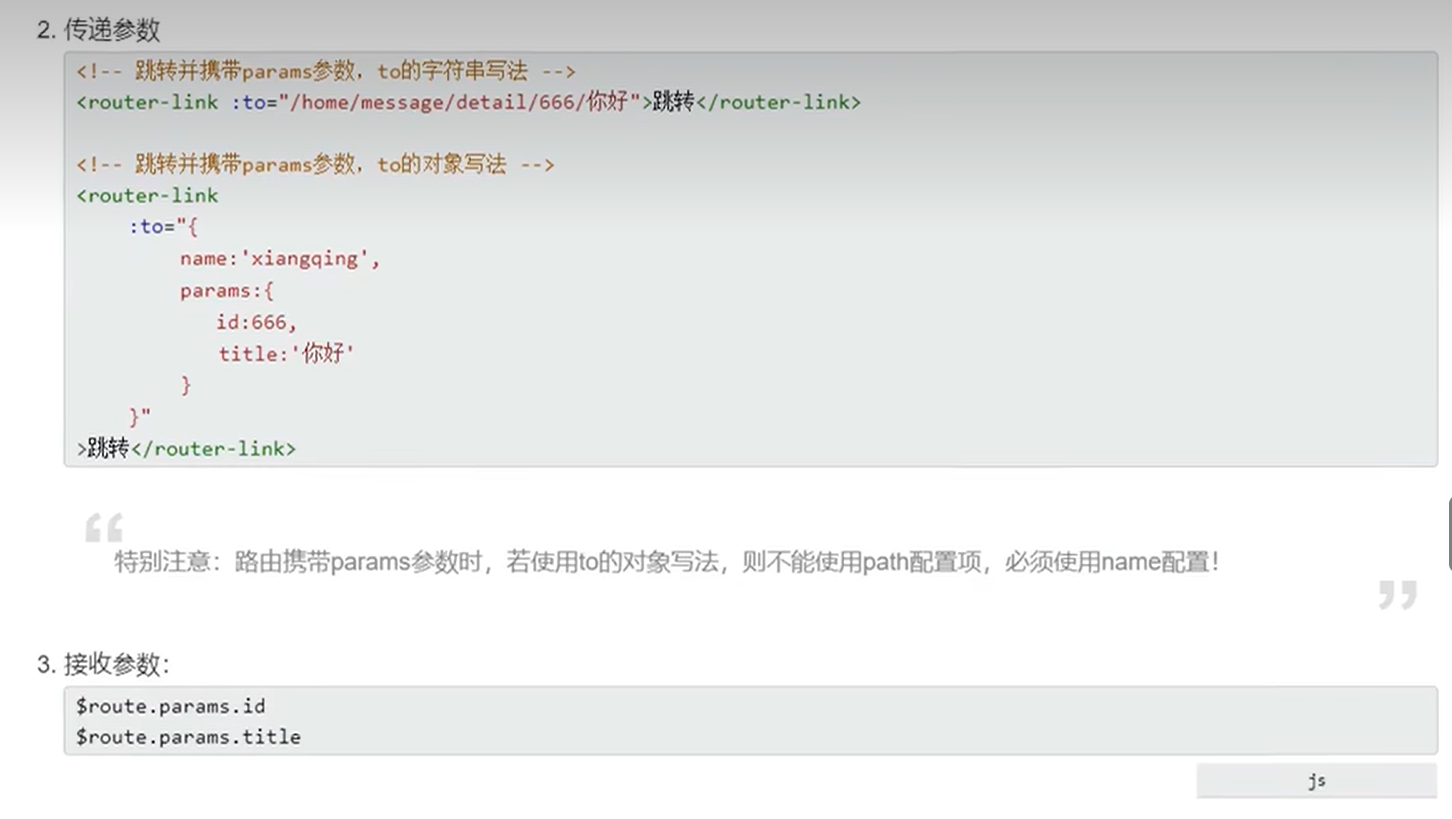 2. 传递参数
<!-- 跳转并携带params参数，to的字符串写法 -->
<router-link :to="/home/message/detail/666/你好">跳转</router-link>
<!-- 跳转并携带params参数，to的对象写法 -->
<router-link
:to="{
name:'xiangqing',
params:{
id:666,
title:'你好'
}
}"
>跳转</router-link>
“
特别注意：路由携带params参数时，若使用to的对象写法，则不能使用path配置项，必须使用name配置！
”
3. 接收参数：
$route.params.id
$route.params.title
js